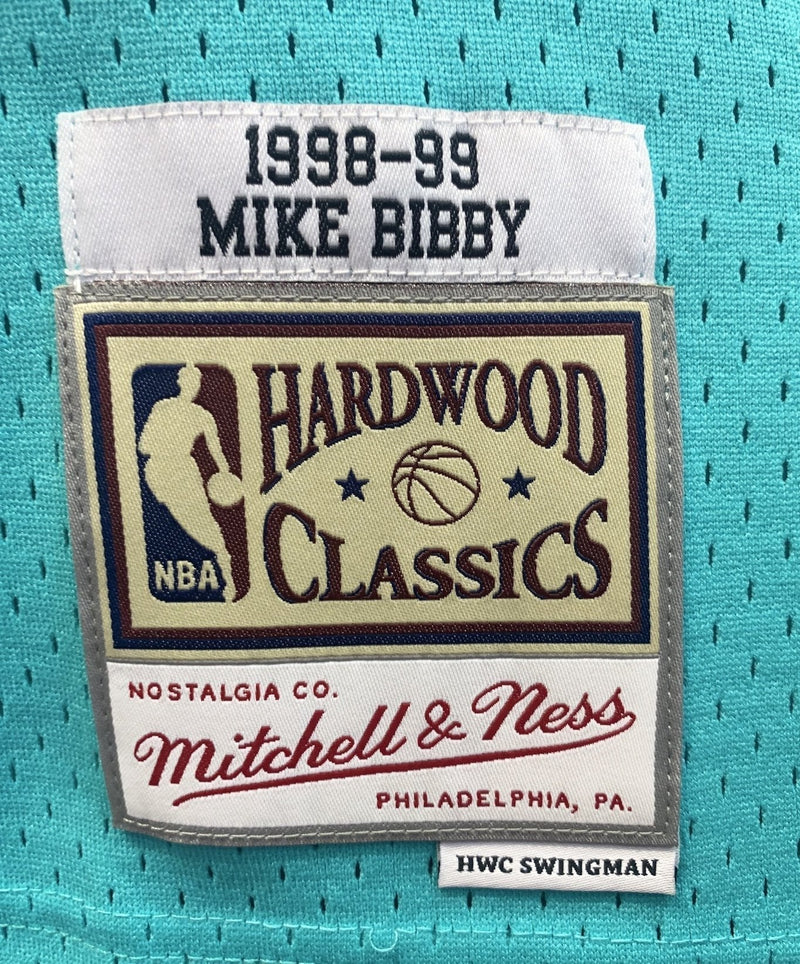 1998-99
MIKE BIBBY
HARDWOOD
CLASSICS
NBA
NOSTALGIA CO.
Mitchell & Ness
PHILADELPHIA, PA.
HWC SWINGMAN